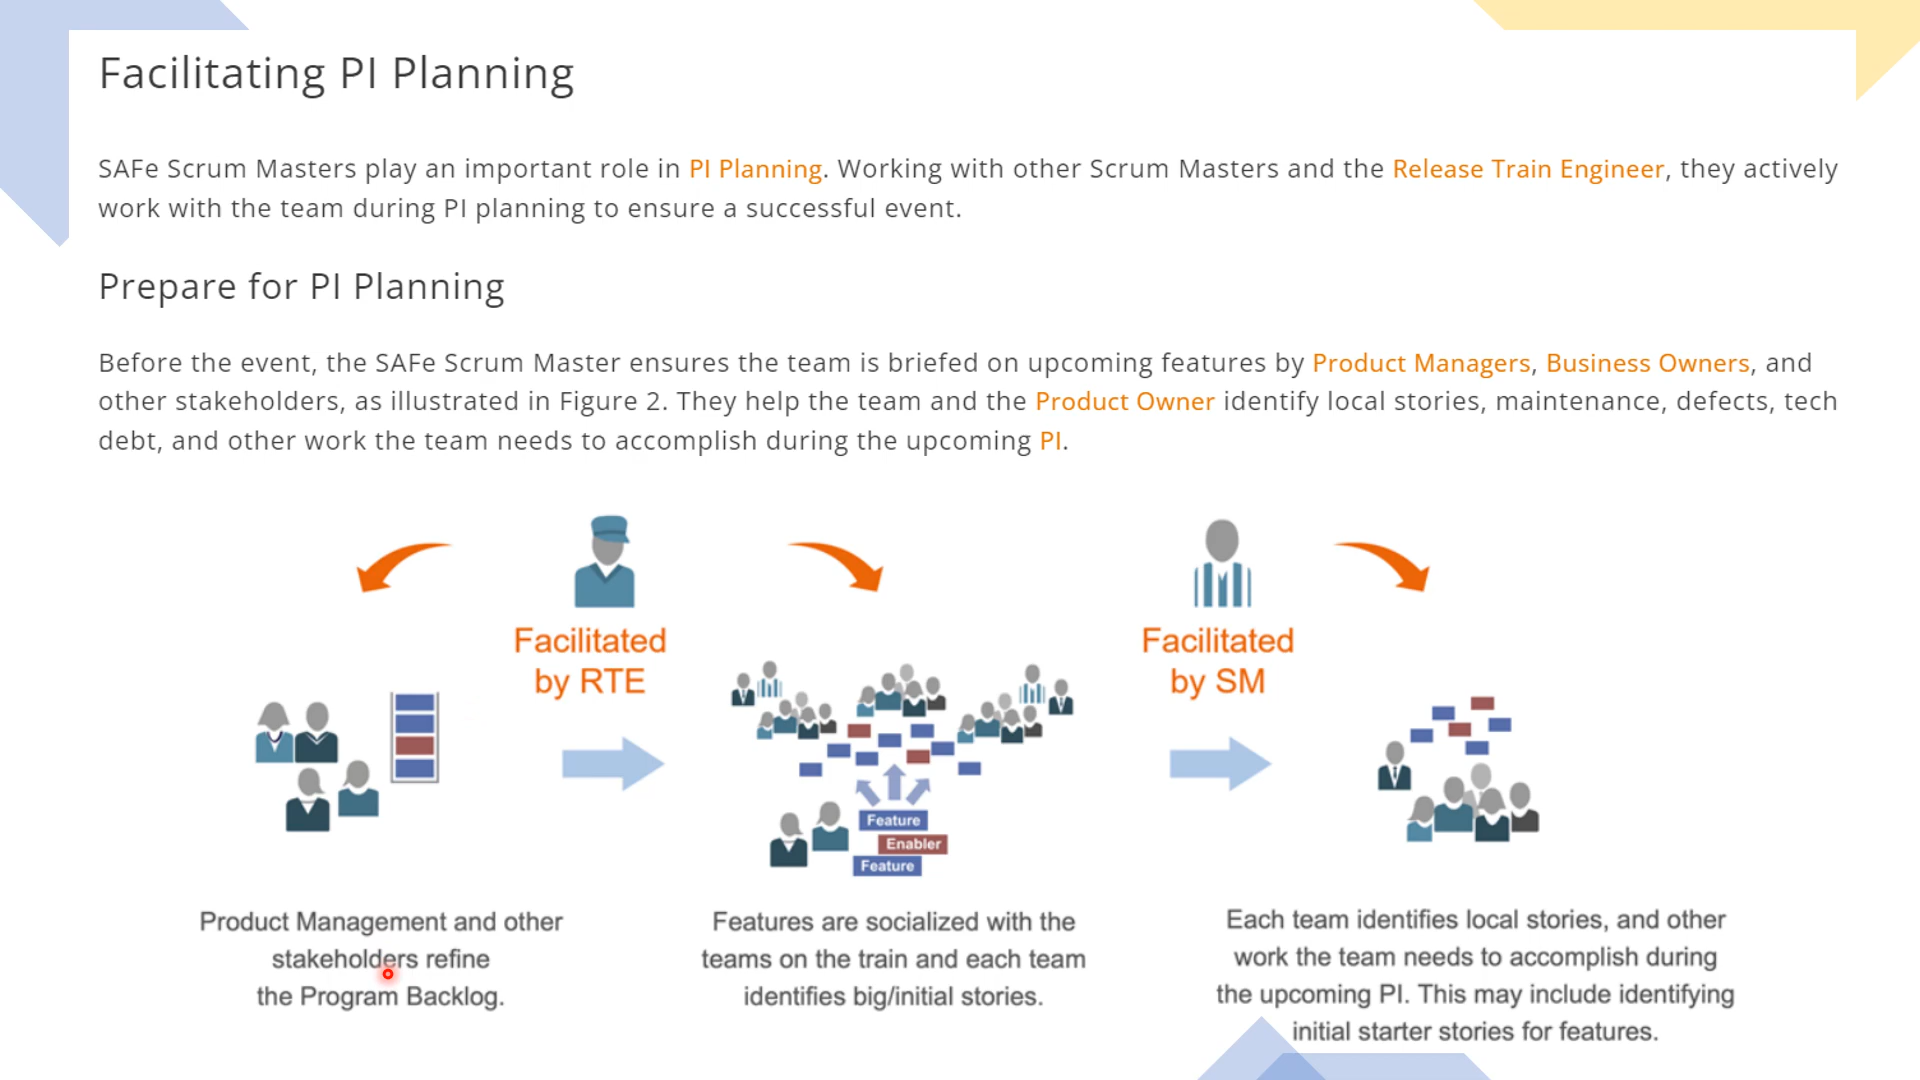 Facilitating PI Planning
SAFe Scrum Masters play an important role in PI Planning. Working with other Scrum Masters and the Release Train Engineer, they actively
work with the team during PI planning to ensure a successful event.
Prepare for PI Planning
Before the event, the SAFe Scrum Master ensures the team is briefed on upcoming features by Product Managers, Business Owners, and
other stakeholders, as illustrated in Figure 2. They help the team and the Product Owner identify local stories, maintenance, defects, tech
debt, and other work the team needs to accomplish during the upcoming PI.
Facilitated
by RTE
Facilitated
by SM
Feature
Enabler
Feature
Product Management and other
stakeholders refine
the Program Backlog.
Features are socialized with the
teams on the train and each team
identifies big/initial stories.
Each team identifies local stories, and other
work the team needs to accomplish during
the upcoming PI. This may include identifying
initial starter stories for features.